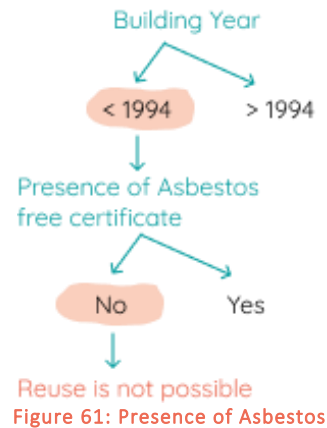 Building Year
< 1994
> 1994
Presence of Asbestos
free certificate
No
Yes
Reuse is not possible
Figure 61: Presence of Asbestos